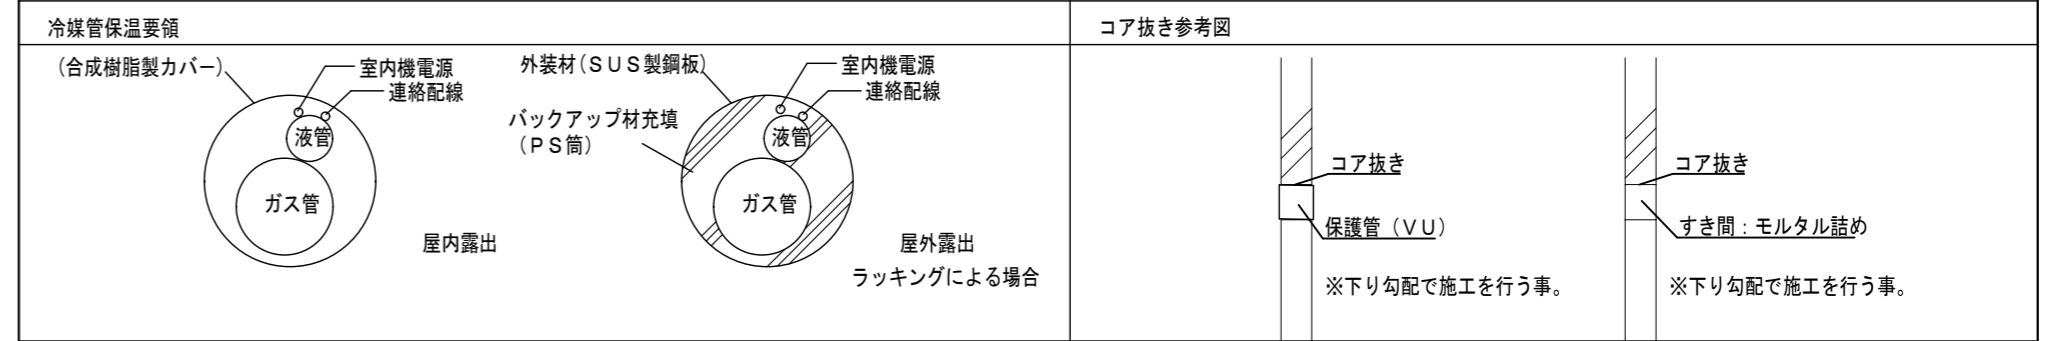 冷媒管保温要領
(合成樹脂製カバー)
室内機電源
連絡配線
液管
ガス管
屋内露出
外装材(ＳＵＳ製鋼板)
室内機電源
連絡配線
バックアップ材充填
（ＰＳ筒）
液管
ガス管
屋外露出
ラッキングによる場合
コア抜き参考図
コア抜き
保護管（ＶＵ）
※下り勾配で施工を行う事。
コア抜き
すき間：モルタル詰め
※下り勾配で施工を行う事。